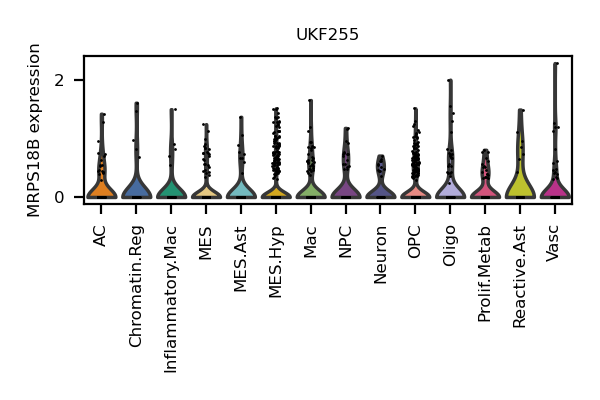 UKF255
MRPS18B expression
2
0
AC
Chromatin.Reg
Inflammatory.Mac
MES
MES.Ast
MES.Hyp
Mac
NPC
Neuron
OPC
Oligo
Prolif.Metab
Reactive.Ast
Vasc